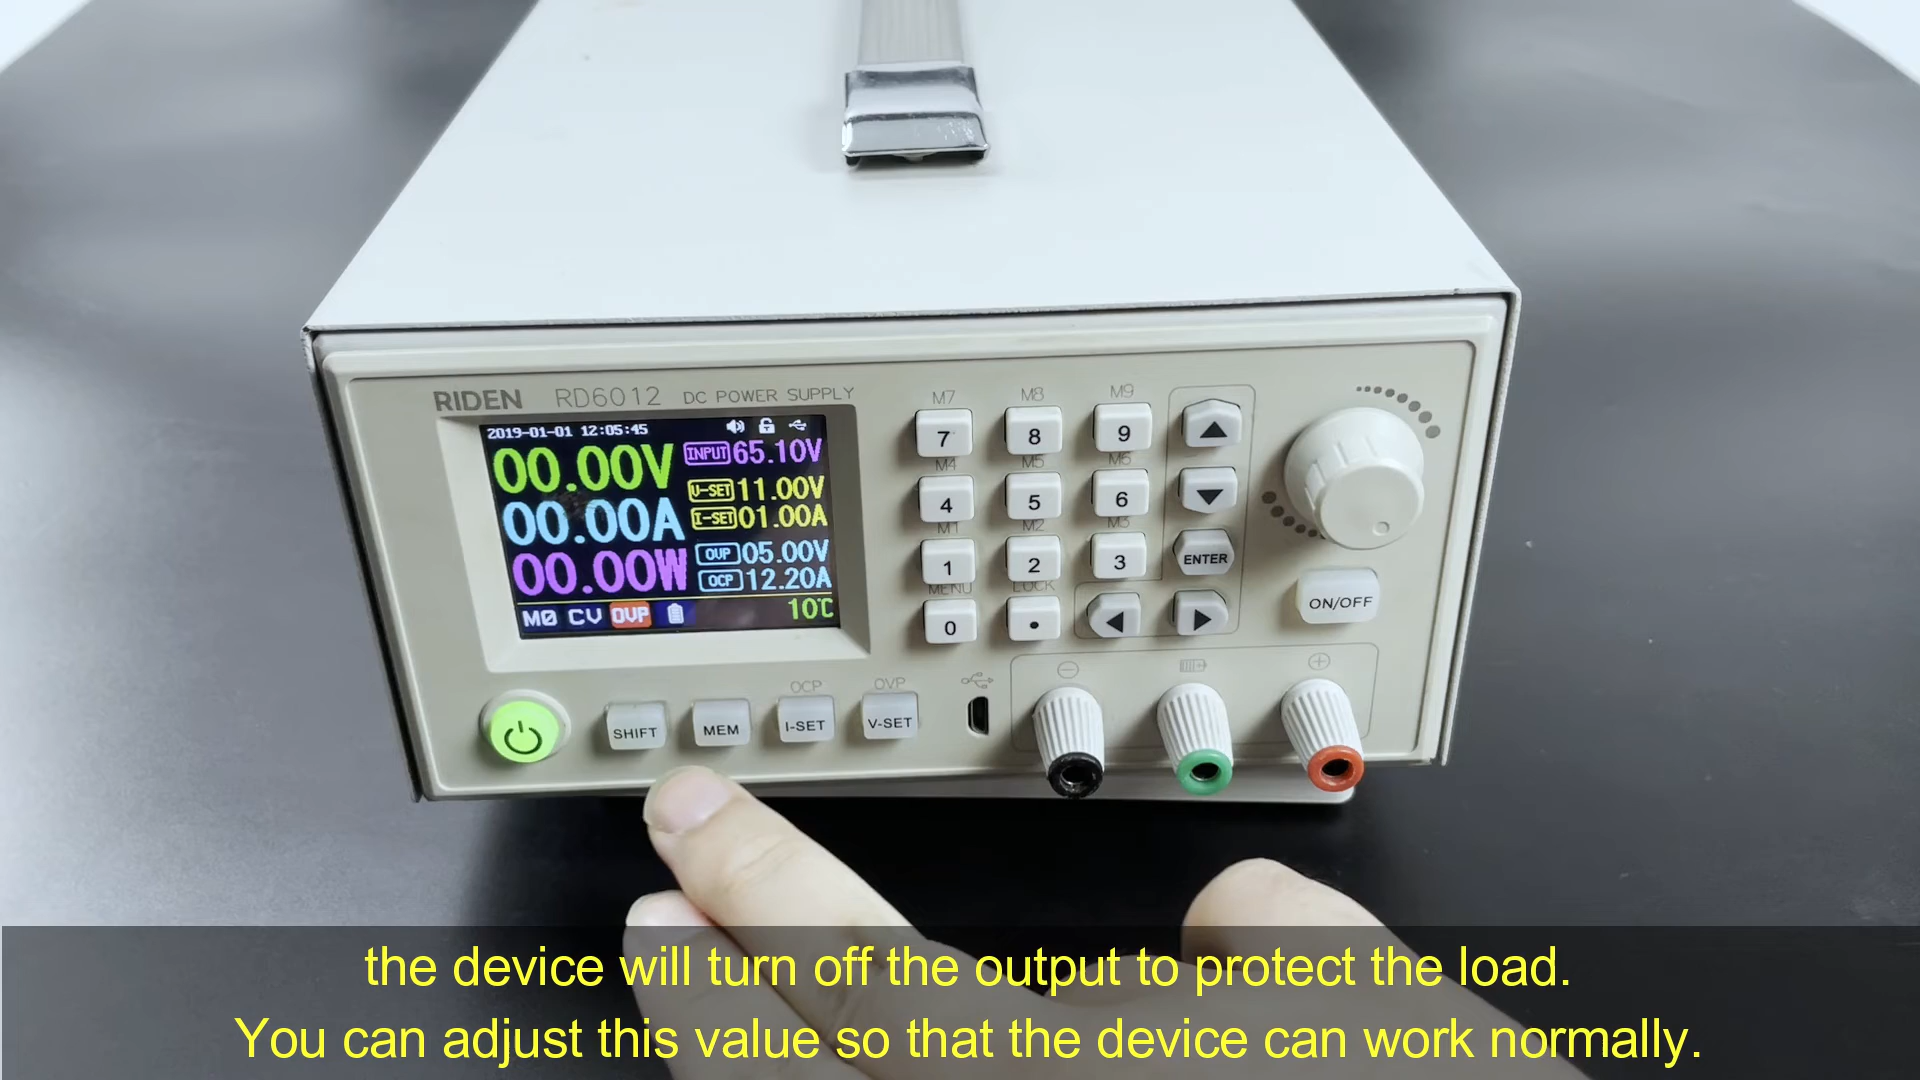 RIDEN RD6012 DC POWER SUPPLY
2019-01-01 12:05:45
00.00V
INPUT 65.10V
V-SET 11.00V
00.00A
I-SET 01.00A
00.00W
OVP 05.00V
OCP 12.20A
M0 CV OVP 10℃
M7 M8 M9
7 8 9
M4 M5 M6
4 5 6
M1 M2 M3
1 2 3
ENTER
MENU LOCK
0 .
ON/OFF
OCP OVP
SHIFT MEM I-SET V-SET
the device will turn off the output to protect the load.
You can adjust this value so that the device can work normally.